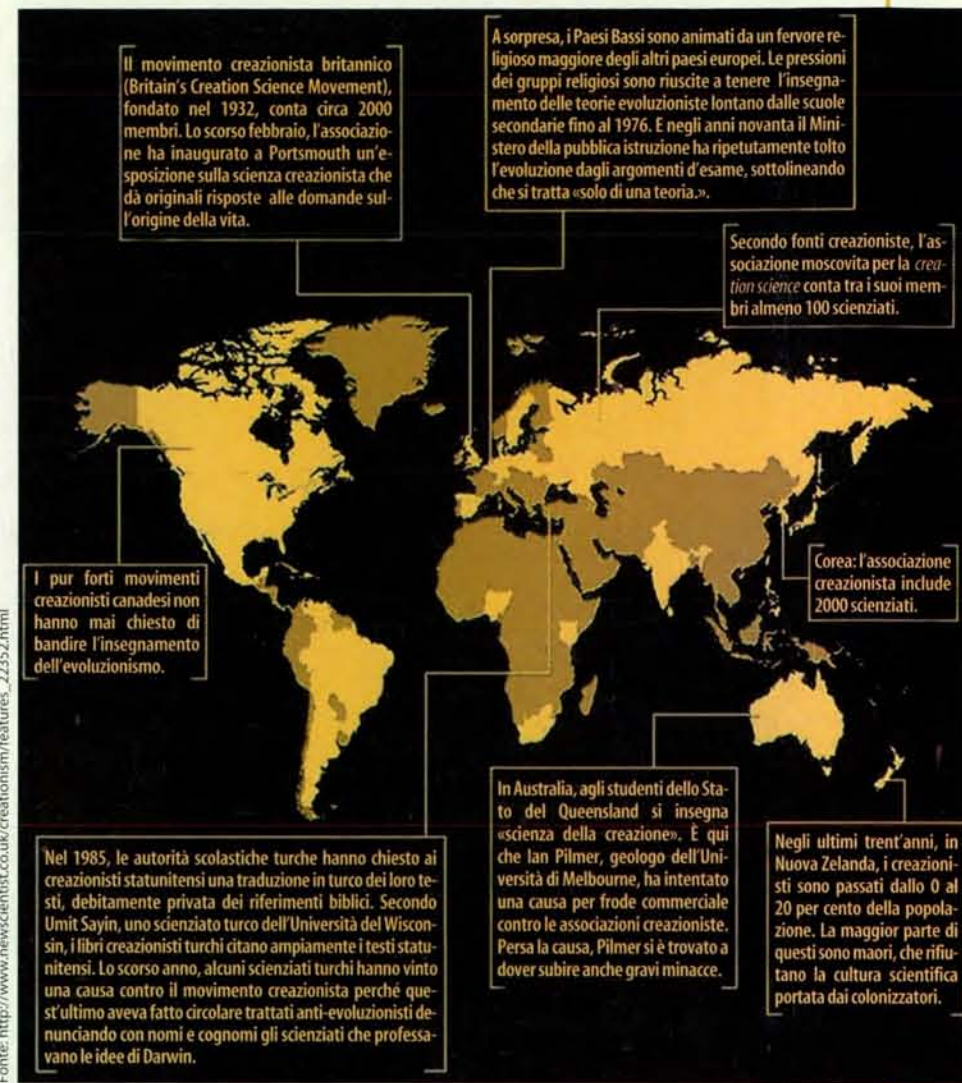 Il movimento creazionista britannico
(Britain's Creation Science Movement),
fondato nel 1932, conta circa 2000
membri. Lo scorso febbraio, l'associazio-
ne ha inaugurato a Portsmouth un'e-
sposizione sulla scienza creazionista che
dà originali risposte alle domande sul-
l'origine della vita.
A sorpresa, i Paesi Bassi sono animati da un fervore re-
ligioso maggiore degli altri paesi europei. Le pressioni
dei gruppi religiosi sono riuscite a tenere l'insegna-
mento delle teorie evoluzioniste lontano dalle scuole
secondarie fino al 1976. E negli anni novanta il Mini-
stero della pubblica istruzione ha ripetutamente tolto
l'evoluzione dagli argomenti d'esame, sottolineando
che si tratta «solo di una teoria.».
Secondo fonti creazioniste, l'as-
sociazione moscovita per la creation science conta tra i suoi mem-
bri almeno 100 scienziati.
I pur forti movimenti
creazionisti canadesi non
hanno mai chiesto di
bandire l'insegnamento
dell'evoluzionismo.
Corea: l'associazione
creazionista include
2000 scienziati.
Nel 1985, le autorità scolastiche turche hanno chiesto ai
creazionisti statunitensi una traduzione in turco dei loro te-
sti, debitamente privata dei riferimenti biblici. Secondo
Umit Sayin, uno scienziato turco dell'Università del Wiscon-
sin, i libri creazionisti turchi citano ampiamente i testi statu-
nitensi. Lo scorso anno, alcuni scienziati turchi hanno vinto
una causa contro il movimento creazionista perché que-
st'ultimo aveva fatto circolare trattati anti-evoluzionisti de-
nunciando con nomi e cognomi gli scienziati che professa-
vano le idee di Darwin.
In Australia, agli studenti dello Sta-
to del Queensland si insegna
«scienza della creazione». È qui
che Ian Pilmer, geologo dell'Uni-
versità di Melbourne, ha intentato
una causa per frode commerciale
contro le associazioni creazioniste.
Persa la causa, Pilmer si è trovato a
dover subire anche gravi minacce.
Negli ultimi trent'anni, in
Nuova Zelanda, i creazioni-
sti sono passati dallo 0 al
20 per cento della popola-
zione. La maggior parte di
questi sono maori, che rifiu-
tano la cultura scientifica
portata dai colonizzatori.
Fonte: http://www.newscientist.co.uk/creationism/features_22352.html